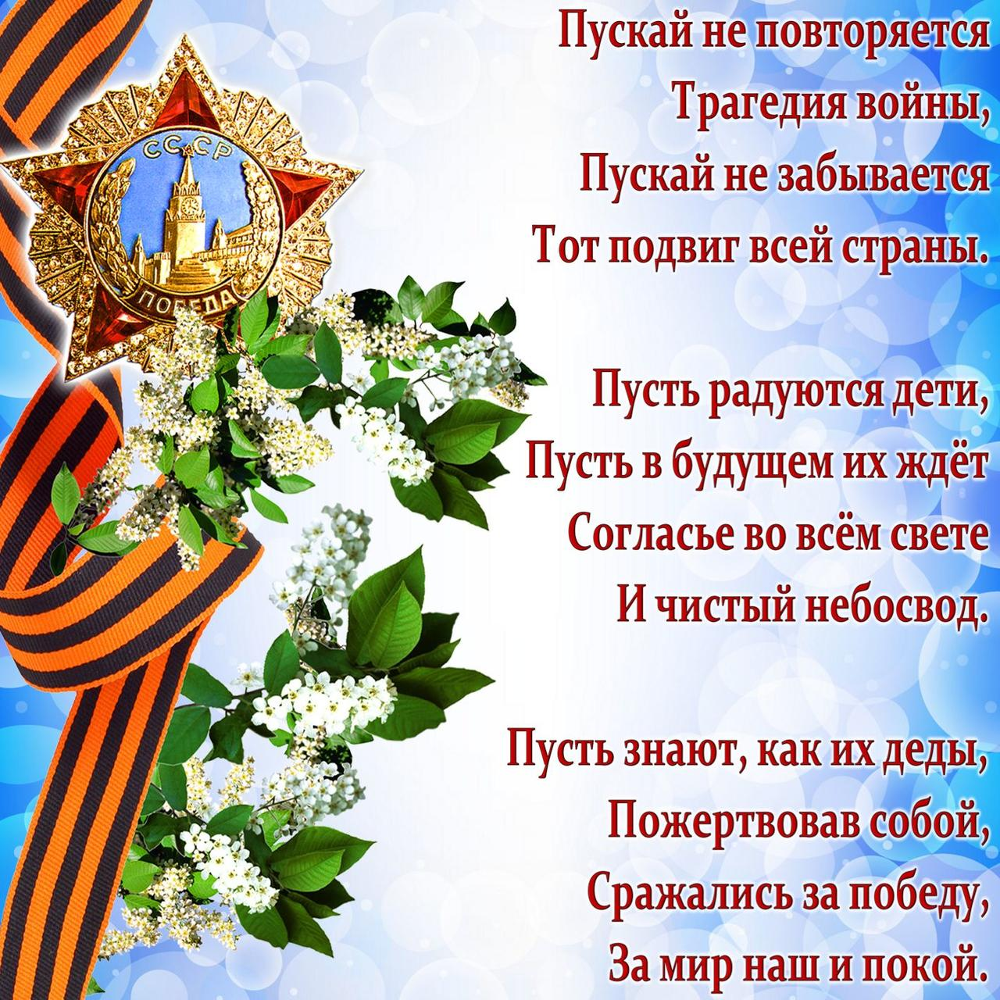 СССР
ПОБЕДА
Пускай не повторяется
Трагедия войны,
Пускай не забывается
Тот подвиг всей страны.
Пусть радуются дети,
Пусть в будущем их ждёт
Согласье во всём свете
И чистый небосвод.
Пусть знают, как их деды,
Пожертвовав собой,
Сражались за победу,
За мир наш и покой.